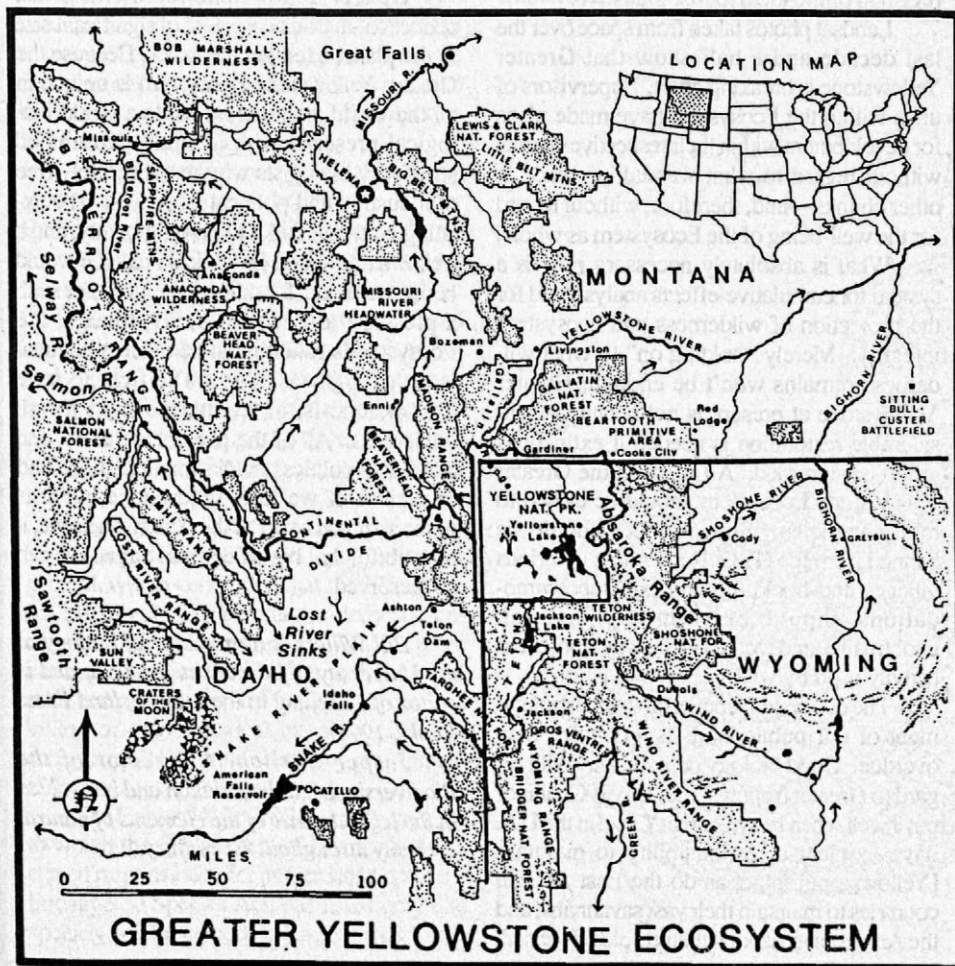 LOCATION MAP
BOB MARSHALL
WILDERNESS
Great Falls
MISSOURI RIVER
LEWIS & CLARK
NAT. FOREST
LITTLE BELT MTNS.
Missoula
HELENA
BIG BELT MTNS.
BITTERROOT RANGE
Bitterroot River
SAPPHIRE MTS.
Selway R.
Anaconda
ANACONDA
WILDERNESS
MONTANA
MISSOURI RIVER
HEADWATER
BEAVER
HEAD NAT.
FOREST
Bozeman
YELLOWSTONE
RIVER
Livingston
GALLATIN
NAT.
FOREST
BIGHORN RIVER
SITTING
BULL-
CUSTER
BATTLEFIELD
Salmon R.
SALMON
NATIONAL
FOREST
Ennis
MADISON RANGE
BEAVERHEAD
FOREST
BEARTOOTH
PRIMITIVE
AREA
Red
Lodge
Gardiner
Cooke City
YELLOWSTONE
NAT. PK.
Yellowstone
Lake
Absaroka Range
SHOSHONE RIVER
Cody
BIGHORN RIVER
GREYBULL
CONTINENTAL
DIVIDE
LEMHI RANGE
LOST RIVER RANGE
Sawtooth
Range
Lost
River
Sinks
Ashton
Teton
Dam
Jackson
Lake
TETON
WILDERNESS
TETON
NAT.
FOREST
SHOSHONE
NAT FOR.
WYOMING
SUN
VALLEY
IDAHO
CRATERS
OF THE
MOON
Idaho
Falls
SNAKE
RIVER
PLAIN
SNAKE
Jackson
Dubois
WIND
RIVER
GROS VENTRE
RANGE
WIND RIVER RANGE
WYOMING RANGE
BRIDGER NAT. FOREST
GREEN
American
Falls
Reservoir
POCATELLO
N
MILES
0 25 50 75 100
GREATER YELLOWSTONE ECOSYSTEM